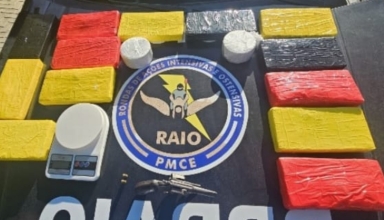 RONDAS DE AÇÕES INTENSIVAS E OSTENSIVAS
RAIO
PMCE